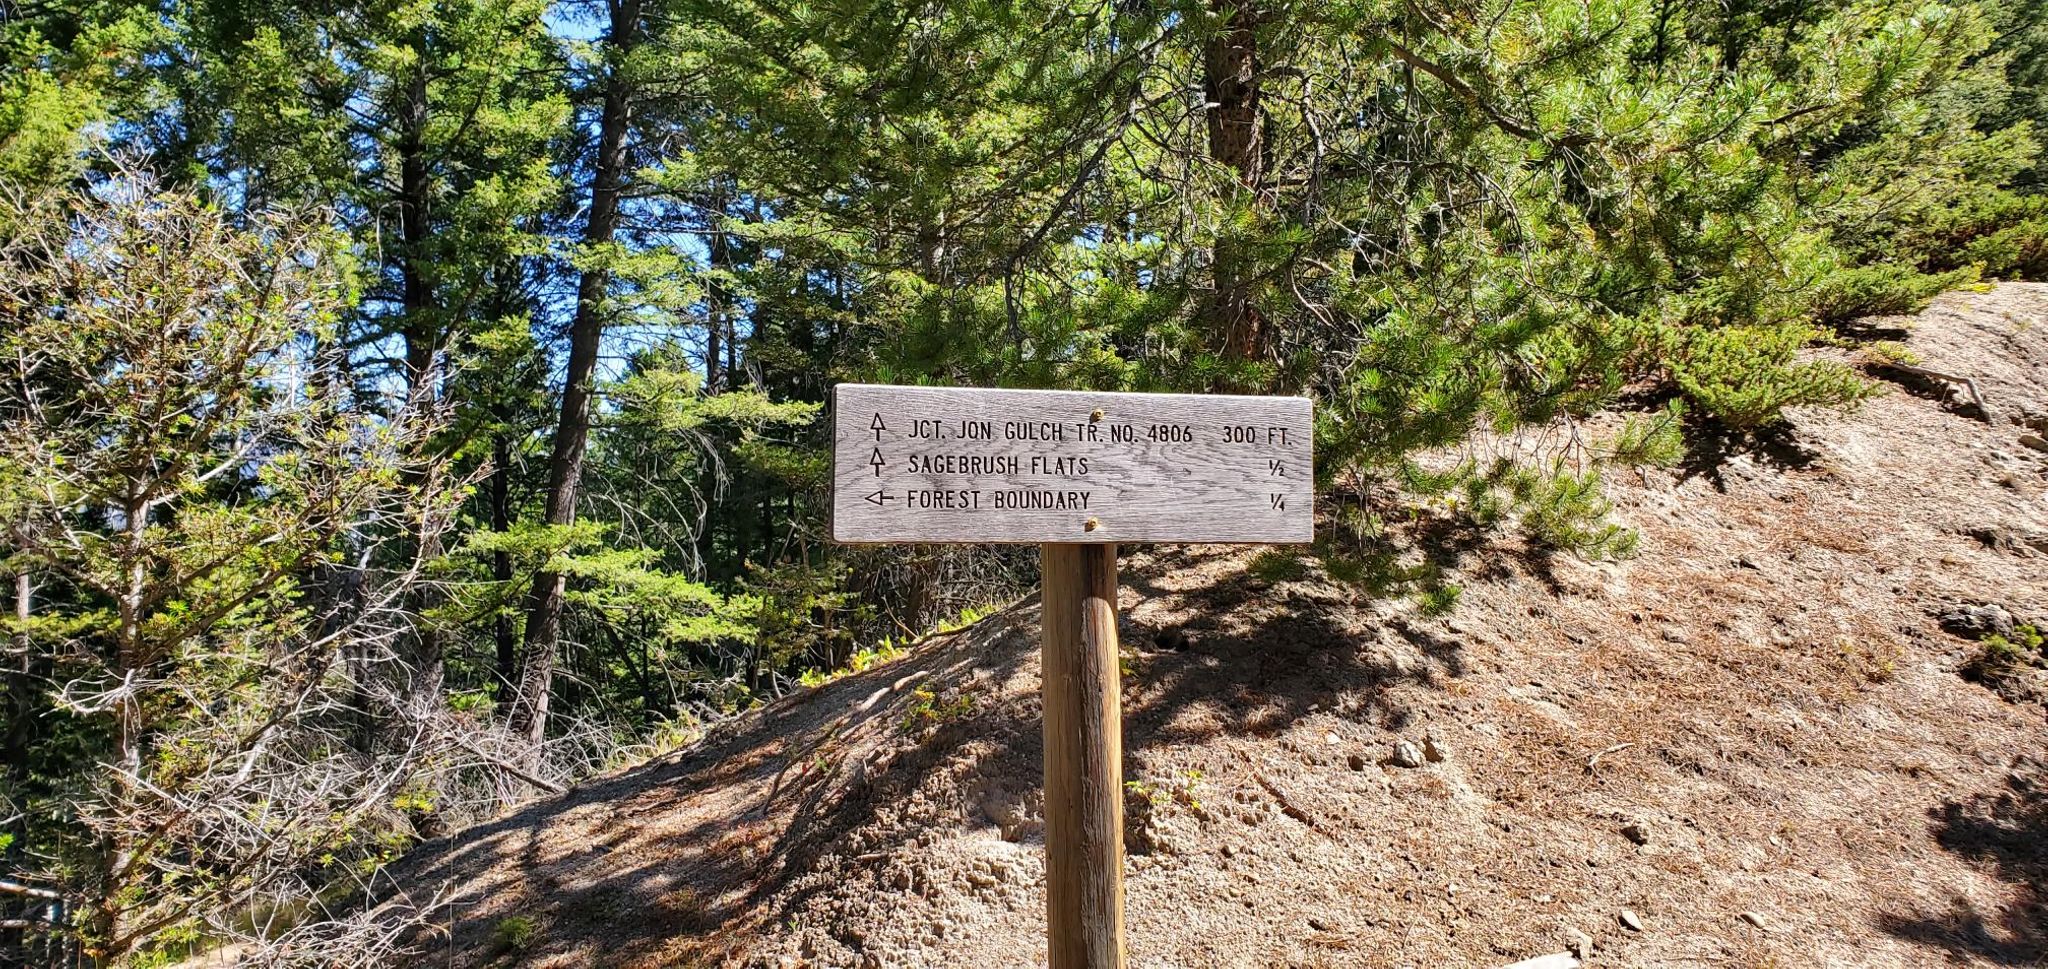 JCT. JON GULCH TR. NO. 4806 300 FT.
SAGEBRUSH FLATS ½
FOREST BOUNDARY ¼